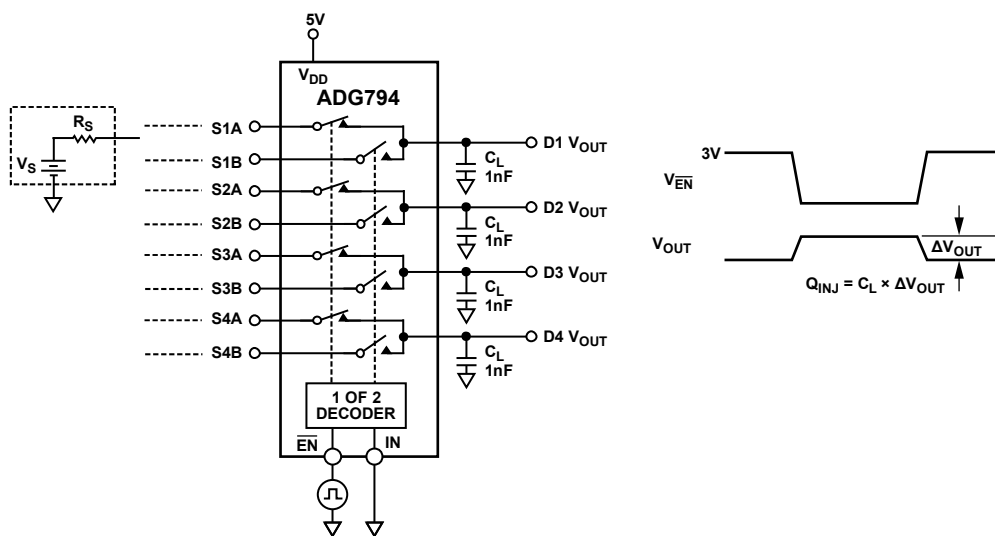 5V
VDD
ADG794
RS
VS
S1A
S1B
S2A
S2B
S3A
S3B
S4A
S4B
D1 VOUT
CL
1nF
D2 VOUT
CL
1nF
D3 VOUT
CL
1nF
D4 VOUT
CL
1nF
1 OF 2
DECODER
EN
IN
3V
VEN
VOUT
ΔVOUT
QINJ = CL × ΔVOUT